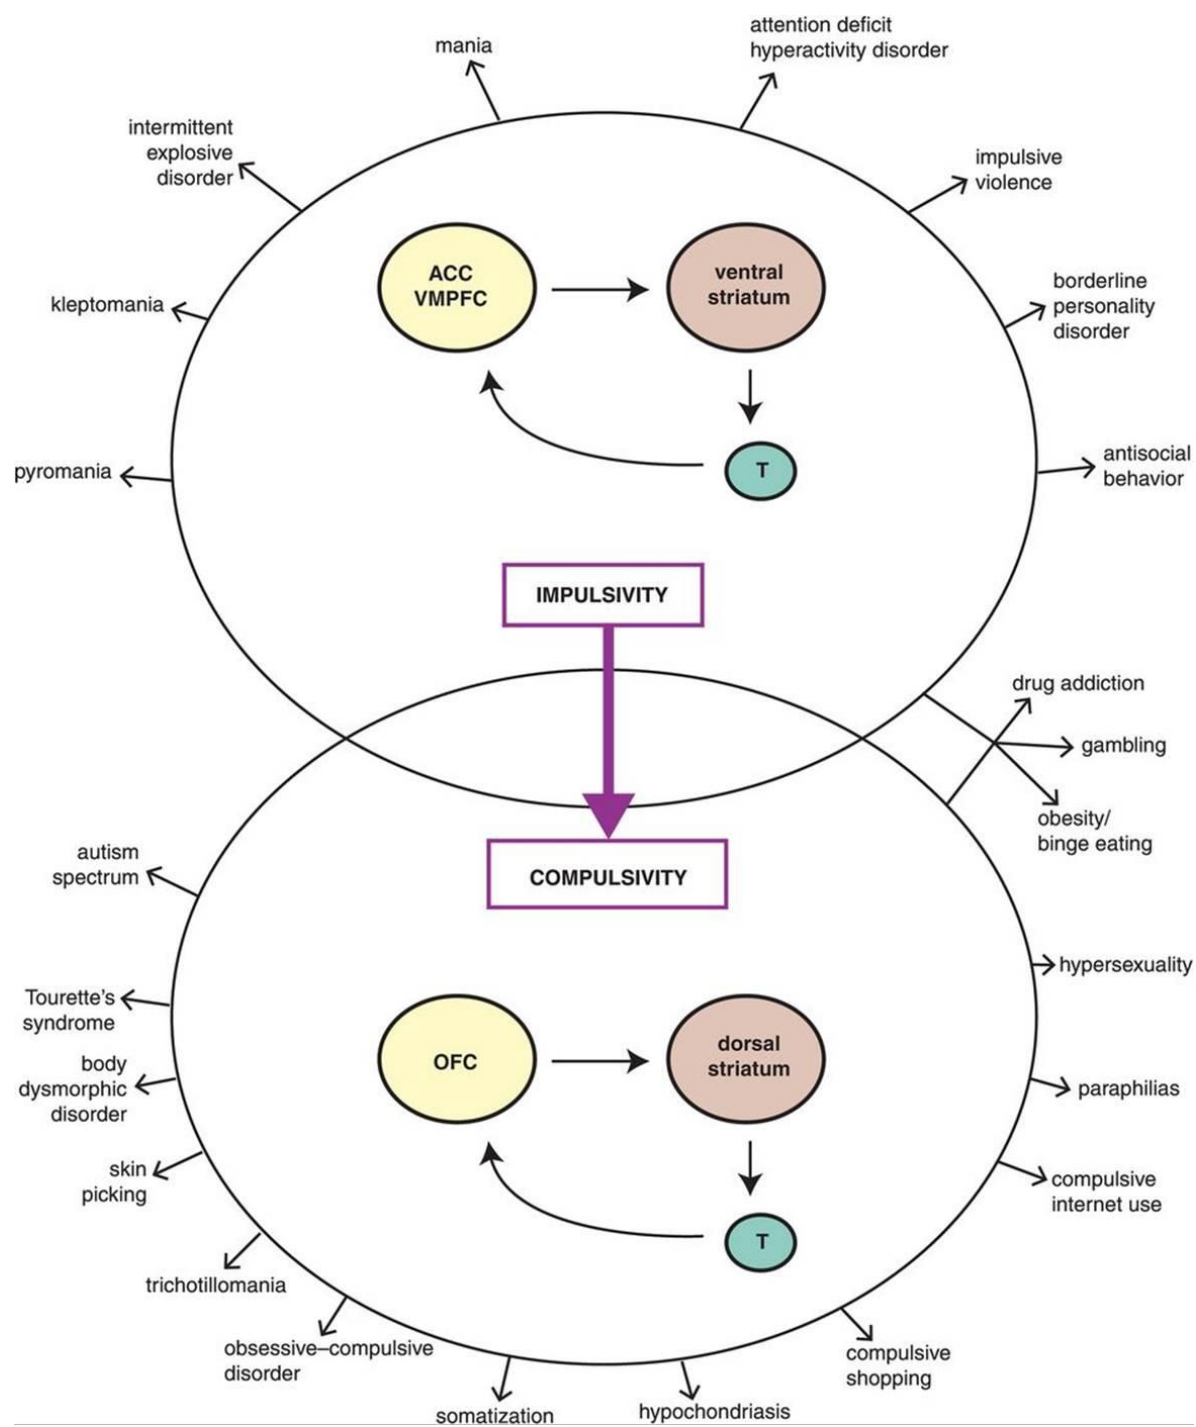 attention deficit
hyperactivity disorder
mania
intermittent
explosive
disorder
impulsive
violence
ACC
VMPFC
ventral
striatum
borderline
personality
disorder
kleptomania
antisocial
behavior
pyromania
T
IMPULSIVITY
drug addiction
gambling
obesity/
binge eating
autism
spectrum
COMPULSIVITY
hypersexuality
Tourette's
syndrome
OFC
dorsal
striatum
body
dysmorphic
disorder
paraphilias
skin
picking
compulsive
internet use
T
trichotillomania
obsessive–compulsive
disorder
compulsive
shopping
somatization
hypochondriasis